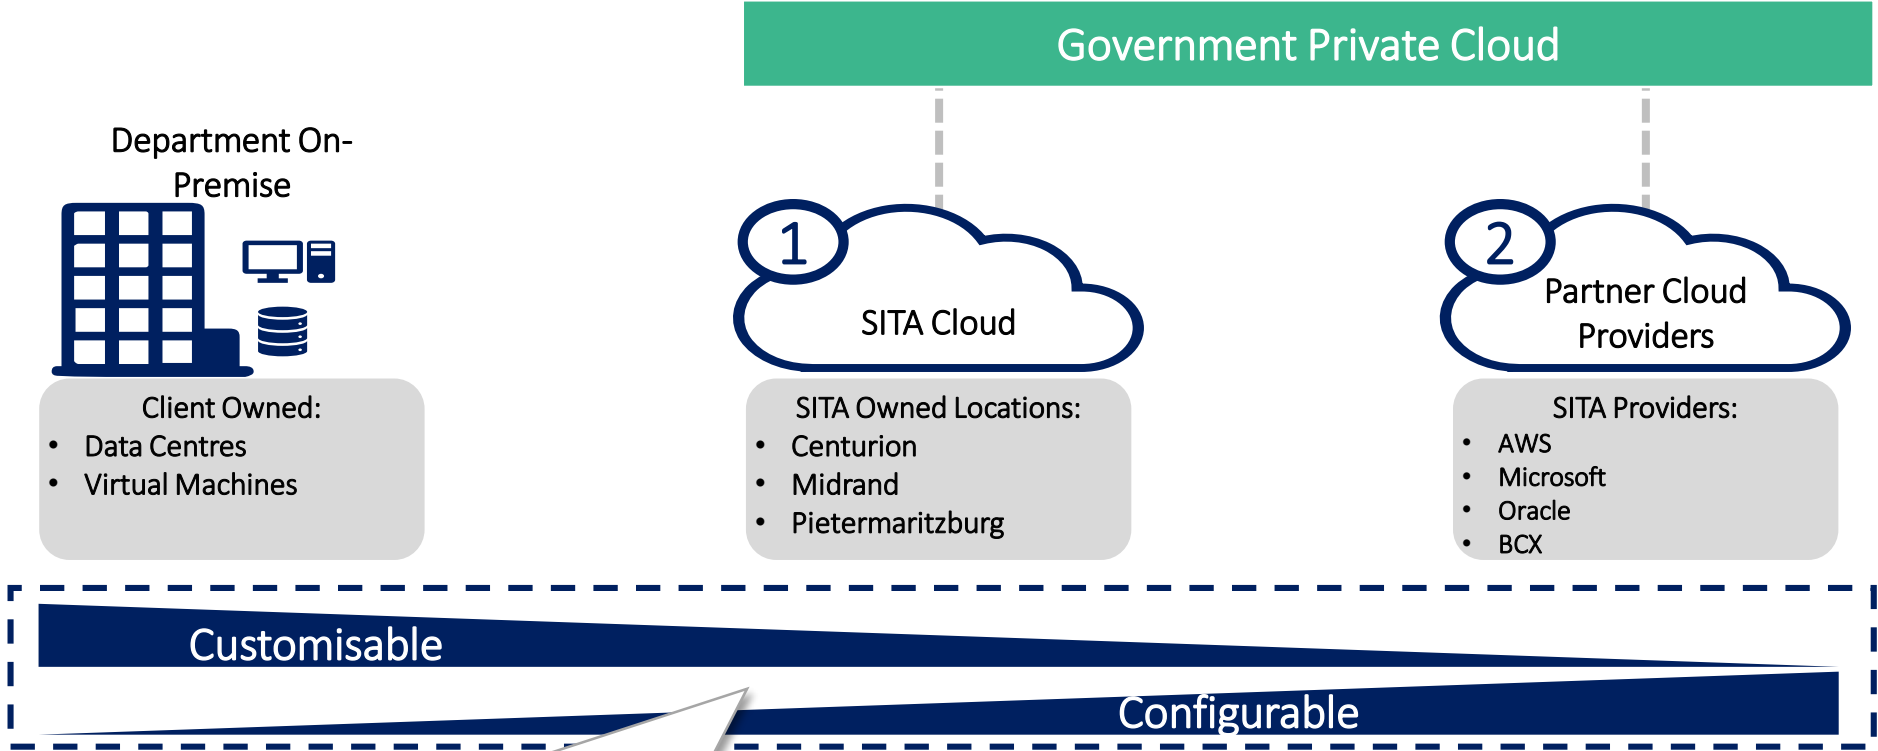 Government Private Cloud
Department On-
Premise
1
SITA Cloud
2
Partner Cloud
Providers
Client Owned:
• Data Centres
• Virtual Machines
SITA Owned Locations:
• Centurion
• Midrand
• Pietermaritzburg
SITA Providers:
• AWS
• Microsoft
• Oracle
• BCX
Customisable
Configurable